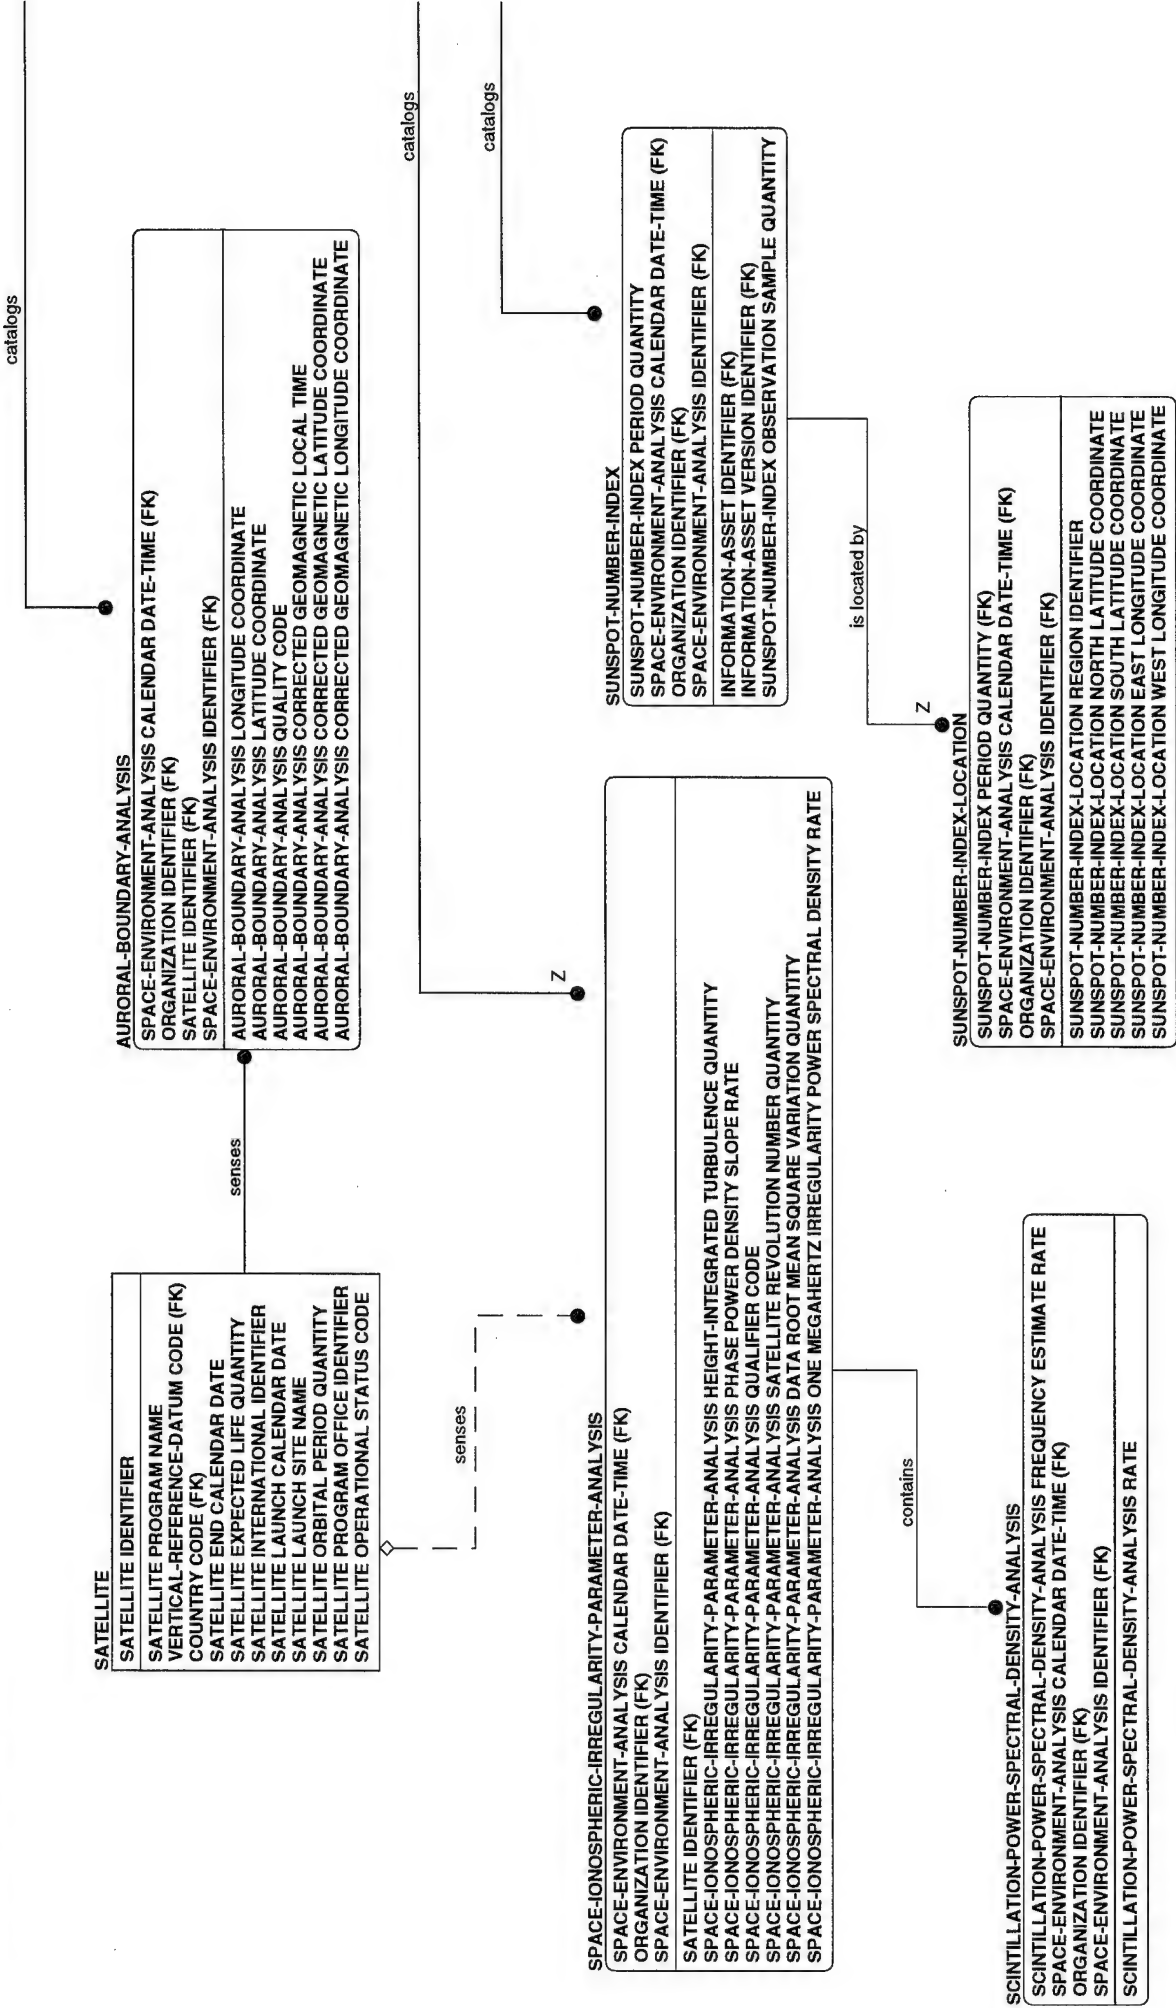 catalogs
AURORAL-BOUNDARY-ANALYSIS
SPACE-ENVIRONMENT-ANALYSIS CALENDAR DATE-TIME (FK)
ORGANIZATION IDENTIFIER (FK)
SATELLITE IDENTIFIER (FK)
SPACE-ENVIRONMENT-ANALYSIS IDENTIFIER (FK)
AURORAL-BOUNDARY-ANALYSIS LONGITUDE COORDINATE
AURORAL-BOUNDARY-ANALYSIS LATITUDE COORDINATE
AURORAL-BOUNDARY-ANALYSIS QUALITY CODE
AURORAL-BOUNDARY-ANALYSIS CORRECTED GEOMAGNETIC LOCAL TIME
AURORAL-BOUNDARY-ANALYSIS CORRECTED GEOMAGNETIC LATITUDE COORDINATE
AURORAL-BOUNDARY-ANALYSIS CORRECTED GEOMAGNETIC LONGITUDE COORDINATE
senses
SATELLITE
SATELLITE IDENTIFIER
SATELLITE PROGRAM NAME
VERTICAL-REFERENCE-DATUM CODE (FK)
COUNTRY CODE (FK)
SATELLITE END CALENDAR DATE
SATELLITE EXPECTED LIFE QUANTITY
SATELLITE INTERNATIONAL IDENTIFIER
SATELLITE LAUNCH CALENDAR DATE
SATELLITE LAUNCH SITE NAME
SATELLITE ORBITAL PERIOD QUANTITY
SATELLITE PROGRAM OFFICE IDENTIFIER
SATELLITE OPERATIONAL STATUS CODE
senses
catalogs
Z
SPACE-IONOSPHERIC-IRREGULARITY-PARAMETER-ANALYSIS
SPACE-ENVIRONMENT-ANALYSIS CALENDAR DATE-TIME (FK)
ORGANIZATION IDENTIFIER (FK)
SPACE-ENVIRONMENT-ANALYSIS IDENTIFIER (FK)
SATELLITE IDENTIFIER (FK)
SPACE-IONOSPHERIC-IRREGULARITY-PARAMETER-ANALYSIS HEIGHT-INTEGRATED TURBULENCE QUANTITY
SPACE-IONOSPHERIC-IRREGULARITY-PARAMETER-ANALYSIS PHASE POWER DENSITY SLOPE RATE
SPACE-IONOSPHERIC-IRREGULARITY-PARAMETER-ANALYSIS QUALIFIER CODE
SPACE-IONOSPHERIC-IRREGULARITY-PARAMETER-ANALYSIS SATELLITE REVOLUTION NUMBER QUANTITY
SPACE-IONOSPHERIC-IRREGULARITY-PARAMETER-ANALYSIS DATA ROOT MEAN SQUARE VARIATION QUANTITY
SPACE-IONOSPHERIC-IRREGULARITY-PARAMETER-ANALYSIS ONE MEGAHERTZ IRREGULARITY POWER SPECTRAL DENSITY RATE
catalogs
SUNSPOT-NUMBER-INDEX
SUNSPOT-NUMBER-INDEX PERIOD QUANTITY
SPACE-ENVIRONMENT-ANALYSIS CALENDAR DATE-TIME (FK)
ORGANIZATION IDENTIFIER (FK)
SPACE-ENVIRONMENT-ANALYSIS IDENTIFIER (FK)
INFORMATION-ASSET IDENTIFIER (FK)
INFORMATION-ASSET VERSION IDENTIFIER (FK)
SUNSPOT-NUMBER-INDEX OBSERVATION SAMPLE QUANTITY
is located by
Z
SUNSPOT-NUMBER-INDEX-LOCATION
SUNSPOT-NUMBER-INDEX PERIOD QUANTITY (FK)
SPACE-ENVIRONMENT-ANALYSIS CALENDAR DATE-TIME (FK)
ORGANIZATION IDENTIFIER (FK)
SPACE-ENVIRONMENT-ANALYSIS IDENTIFIER (FK)
SUNSPOT-NUMBER-INDEX-LOCATION REGION IDENTIFIER
SUNSPOT-NUMBER-INDEX-LOCATION NORTH LATITUDE COORDINATE
SUNSPOT-NUMBER-INDEX-LOCATION SOUTH LATITUDE COORDINATE
SUNSPOT-NUMBER-INDEX-LOCATION EAST LONGITUDE COORDINATE
SUNSPOT-NUMBER-INDEX-LOCATION WEST LONGITUDE COORDINATE
contains
SCINTILLATION-POWER-SPECTRAL-DENSITY-ANALYSIS
SCINTILLATION-POWER-SPECTRAL-DENSITY-ANALYSIS FREQUENCY ESTIMATE RATE
SPACE-ENVIRONMENT-ANALYSIS CALENDAR DATE-TIME (FK)
ORGANIZATION IDENTIFIER (FK)
SPACE-ENVIRONMENT-ANALYSIS IDENTIFIER (FK)
SCINTILLATION-POWER-SPECTRAL-DENSITY-ANALYSIS RATE